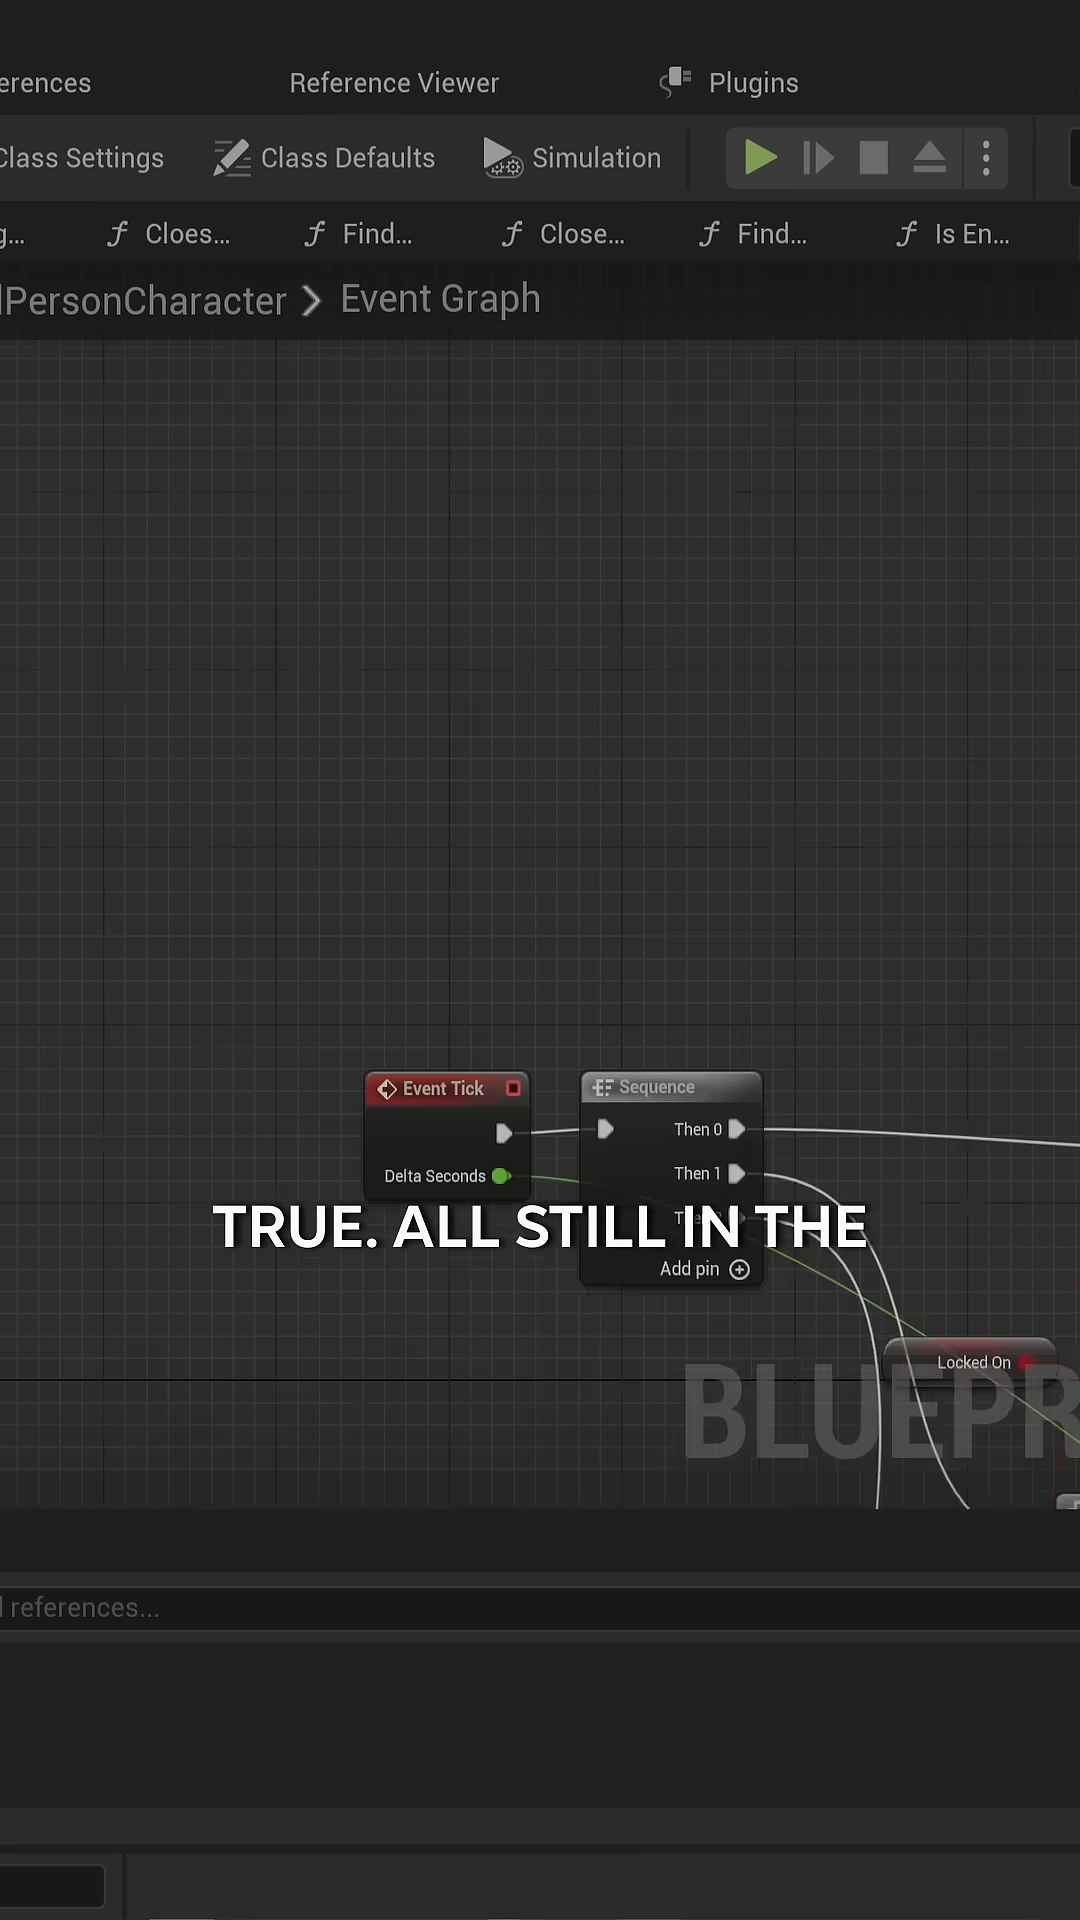 erences Reference Viewer Plugins
Class Settings Class Defaults Simulation
g... f Cloes... f Find... f Close... f Find... f Is En...
PersonCharacter > Event Graph
Event Tick Sequence
Then 0
Then 1
Delta Seconds
TRUE. ALL STILL IN THE
Add pin
Locked On
BLUEPR
references...